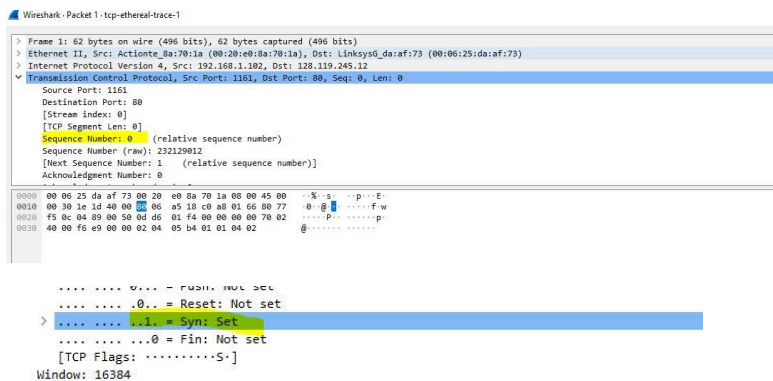 Wireshark · Packet 1 · tcp-ethereal-trace-1
> Frame 1: 62 bytes on wire (496 bits), 62 bytes captured (496 bits)
> Ethernet II, Src: Actionte_8a:70:1a (00:20:e0:8a:70:1a), Dst: LinksysG_da:af:73 (00:06:25:da:af:73)
> Internet Protocol Version 4, Src: 192.168.1.102, Dst: 128.119.245.12
Transmission Control Protocol, Src Port: 1161, Dst Port: 80, Seq: 0, Len: 0
Source Port: 1161
Destination Port: 80
[Stream index: 0]
[TCP Segment Len: 0]
Sequence Number: 0 (relative sequence number)
Sequence Number (raw): 232129012
[Next Sequence Number: 1 (relative sequence number)]
Acknowledgment Number: 0
0000 00 06 25 da af 73 00 20 e0 8a 70 1a 08 00 45 00 ··%··s· ··p···E·
0010 00 30 1e 1d 40 00 80 06 a5 18 c0 a8 01 66 80 77 ·0··@··· ·····f·w
0020 f5 0c 04 89 00 50 0d d6 01 f4 00 00 00 00 70 02 ·····P·· ······p·
0030 40 00 f6 e9 00 00 02 04 05 b4 01 01 04 02 @······· ······
.... .... 0... = Push: Not set
.... .... .0.. = Reset: Not set
> .... .... ..1. = Syn: Set
.... .... ...0 = Fin: Not set
[TCP Flags: ··········S·]
Window: 16384